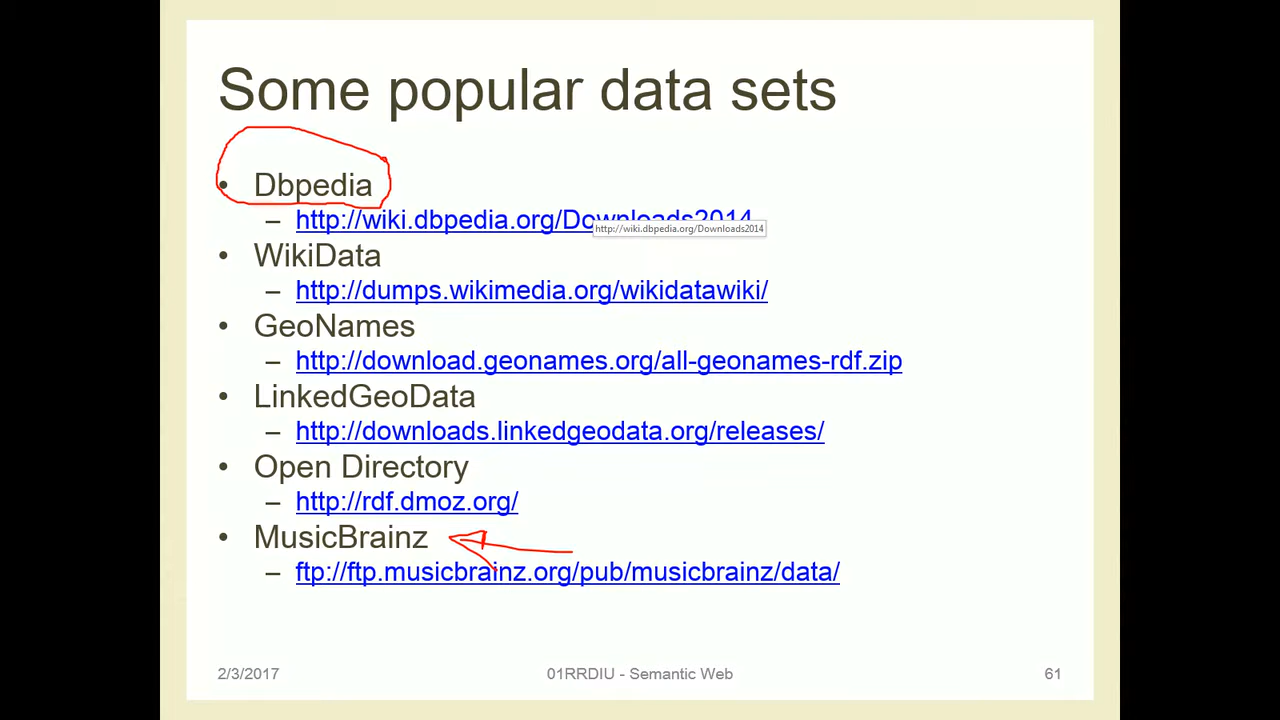 Some popular data sets
• Dbpedia
– http://wiki.dbpedia.org/Downloads2014
http://wiki.dbpedia.org/Downloads2014
• WikiData
– http://dumps.wikimedia.org/wikidatawiki/
• GeoNames
– http://download.geonames.org/all-geonames-rdf.zip
• LinkedGeoData
– http://downloads.linkedgeodata.org/releases/
• Open Directory
– http://rdf.dmoz.org/
• MusicBrainz
– ftp://ftp.musicbrainz.org/pub/musicbrainz/data/
2/3/2017 01RRDIU - Semantic Web 61